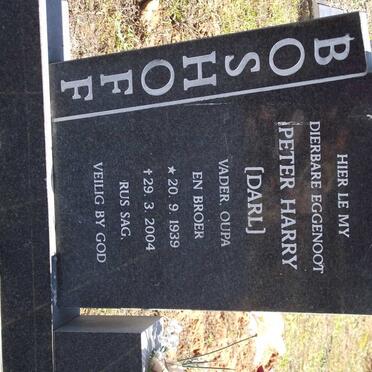 BOSHOFF
HIER LE MY
DIERBARE EGGENOOT
PETER HARRY
[DARL]
VADER, OUPA
EN BROER
★ 20. 9. 1939
✝ 29. 3. 2004
RUS SAG,
VEILIG BY GOD